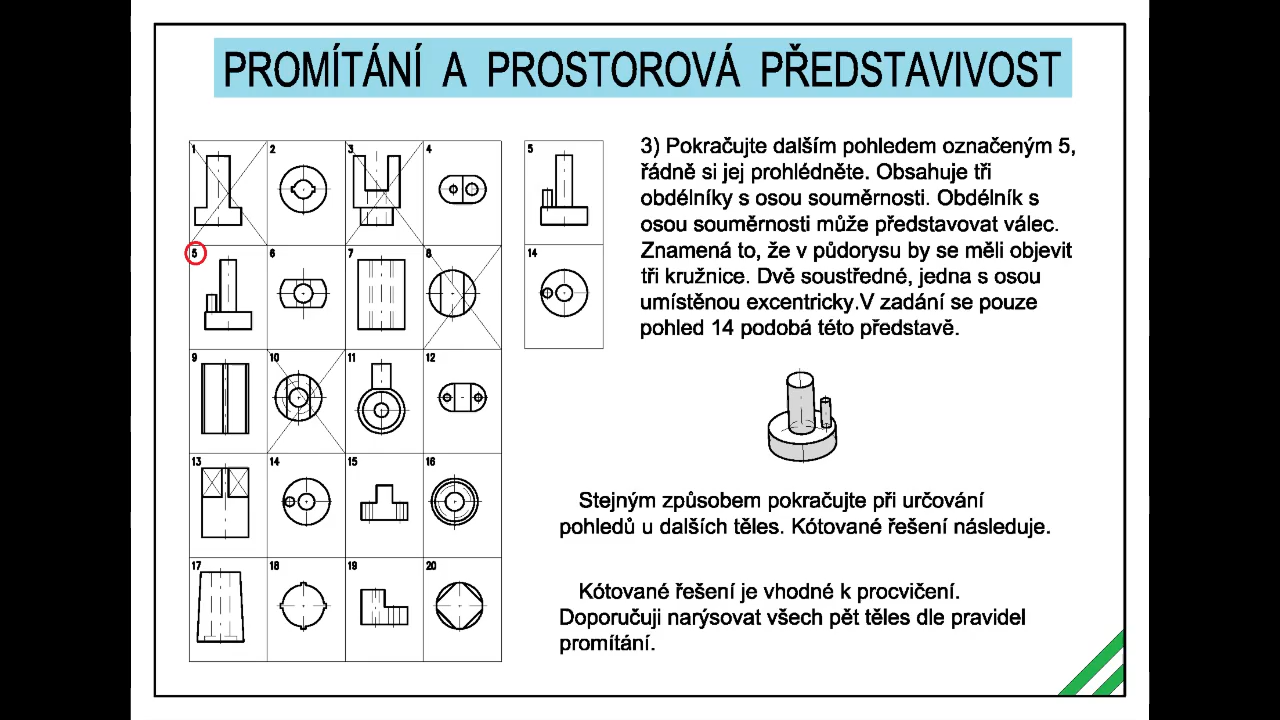 PROMÍTÁNÍ A PROSTOROVÁ PŘEDSTAVIVOST
1 2 3 4
5 6 7 8
9 10 11 12
13 14 15 16
17 18 19 20
5
14
3) Pokračujte dalším pohledem označeným 5,
řádně si jej prohlédněte. Obsahuje tři
obdélníky s osou souměrnosti. Obdélník s
osou souměrnosti může představovat válec.
Znamená to, že v půdorysu by se měli objevit
tři kružnice. Dvě soustředné, jedna s osou
umístěnou excentricky.V zadání se pouze
pohled 14 podobá této představě.
Stejným způsobem pokračujte při určování
pohledů u dalších těles. Kótované řešení následuje.
Kótované řešení je vhodné k procvičení.
Doporučuji narýsovat všech pět těles dle pravidel
promítání.